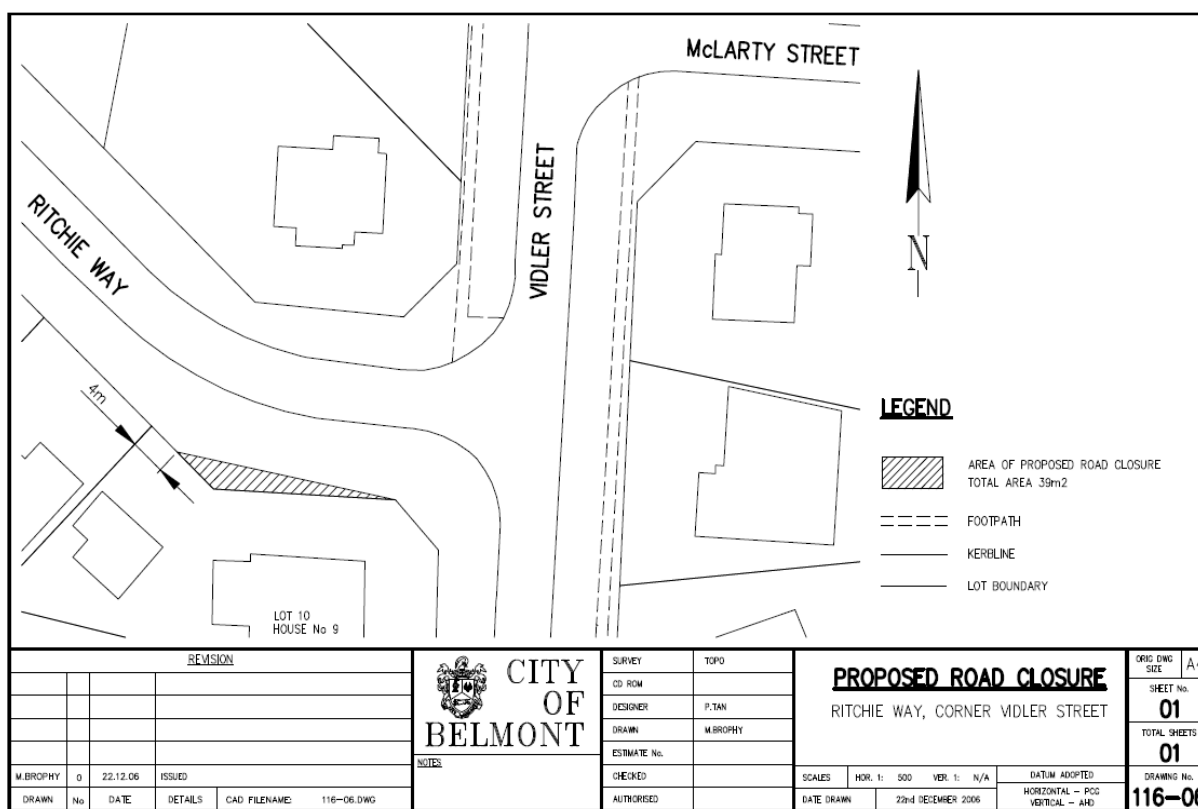 McLARTY STREET
VIDLER STREET
RITCHIE WAY
N
4m
LOT 10
HOUSE No 9
LEGEND
AREA OF PROPOSED ROAD CLOSURE
TOTAL AREA 39m2
FOOTPATH
KERBLINE
LOT BOUNDARY
REVISION
M.BROPHY 0 22.12.06 ISSUED
DRAWN No DATE DETAILS CAD FILENAME: 116-06.DWG
CITY
OF
BELMONT
NOTES
SURVEY TOPO
CD ROM
DESIGNER P.TAN
DRAWN M.BROPHY
ESTIMATE No.
CHECKED
AUTHORISED
PROPOSED ROAD CLOSURE
RITCHIE WAY, CORNER VIDLER STREET
SCALES HOR. 1: 500 VER. 1: N/A
DATE DRAWN 22nd DECEMBER 2006
DATUM ADOPTED
HORIZONTAL - PCG
VERTICAL - AHD
ORIG DWG
SIZE
SHEET No.
01
TOTAL SHEETS
01
DRAWING No.
116-06